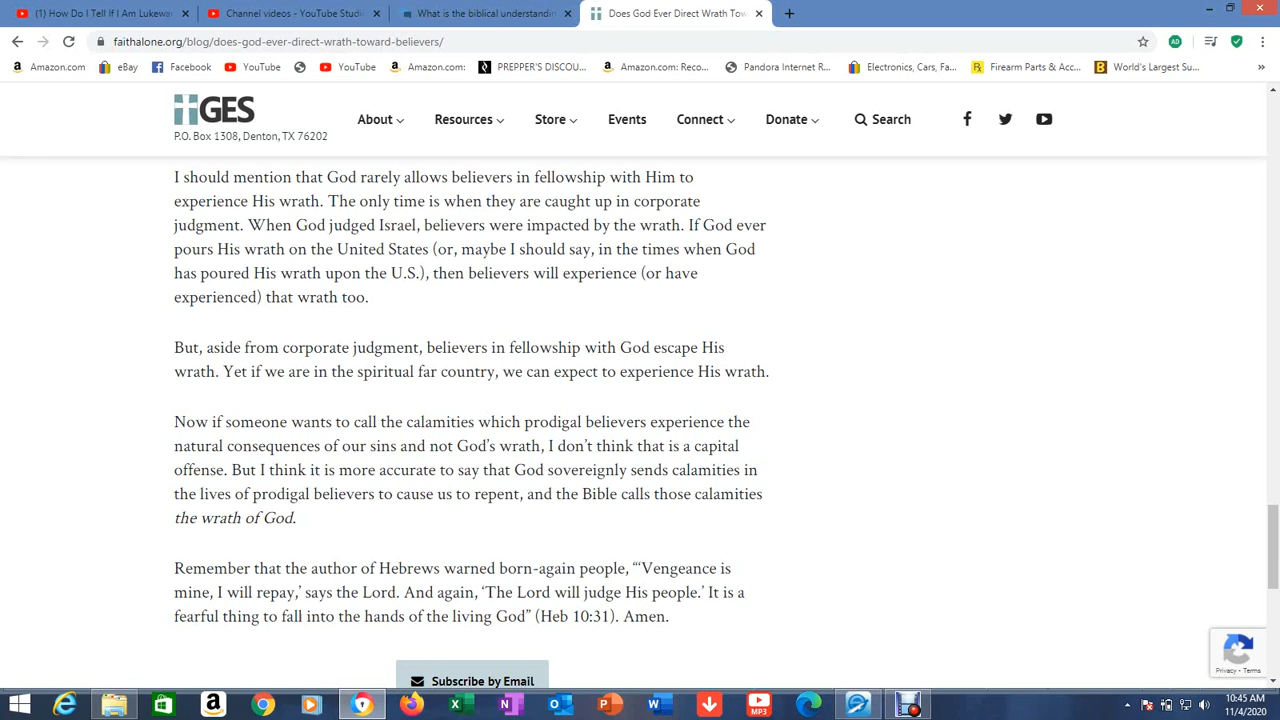 (1) How Do I Tell If I Am Lukewar
Channel videos - YouTube Studi
What is the biblical understandin
Does God Ever Direct Wrath Tow
faithalone.org/blog/does-god-ever-direct-wrath-toward-believers/
Amazon.com
eBay
Facebook
YouTube
YouTube
Amazon.com:
PREPPER'S DISCOU...
Amazon.com: Reco...
Pandora Internet R...
Electronics, Cars, Fa...
Firearm Parts & Acc...
World's Largest Su...
»
GES
P.O. Box 1308, Denton, TX 76202
About
Resources
Store
Events
Connect
Donate
Search
I should mention that God rarely allows believers in fellowship with Him to
experience His wrath. The only time is when they are caught up in corporate
judgment. When God judged Israel, believers were impacted by the wrath. If God ever
pours His wrath on the United States (or, maybe I should say, in the times when God
has poured His wrath upon the U.S.), then believers will experience (or have
experienced) that wrath too.
But, aside from corporate judgment, believers in fellowship with God escape His
wrath. Yet if we are in the spiritual far country, we can expect to experience His wrath.
Now if someone wants to call the calamities which prodigal believers experience the
natural consequences of our sins and not God's wrath, I don't think that is a capital
offense. But I think it is more accurate to say that God sovereignly sends calamities in
the lives of prodigal believers to cause us to repent, and the Bible calls those calamities
the wrath of God.
Remember that the author of Hebrews warned born-again people, “‘Vengeance is
mine, I will repay,’ says the Lord. And again, ‘The Lord will judge His people.’ It is a
fearful thing to fall into the hands of the living God” (Heb 10:31). Amen.
Subscribe by Email
Privacy - Terms
MP3
10:45 AM
11/4/2020